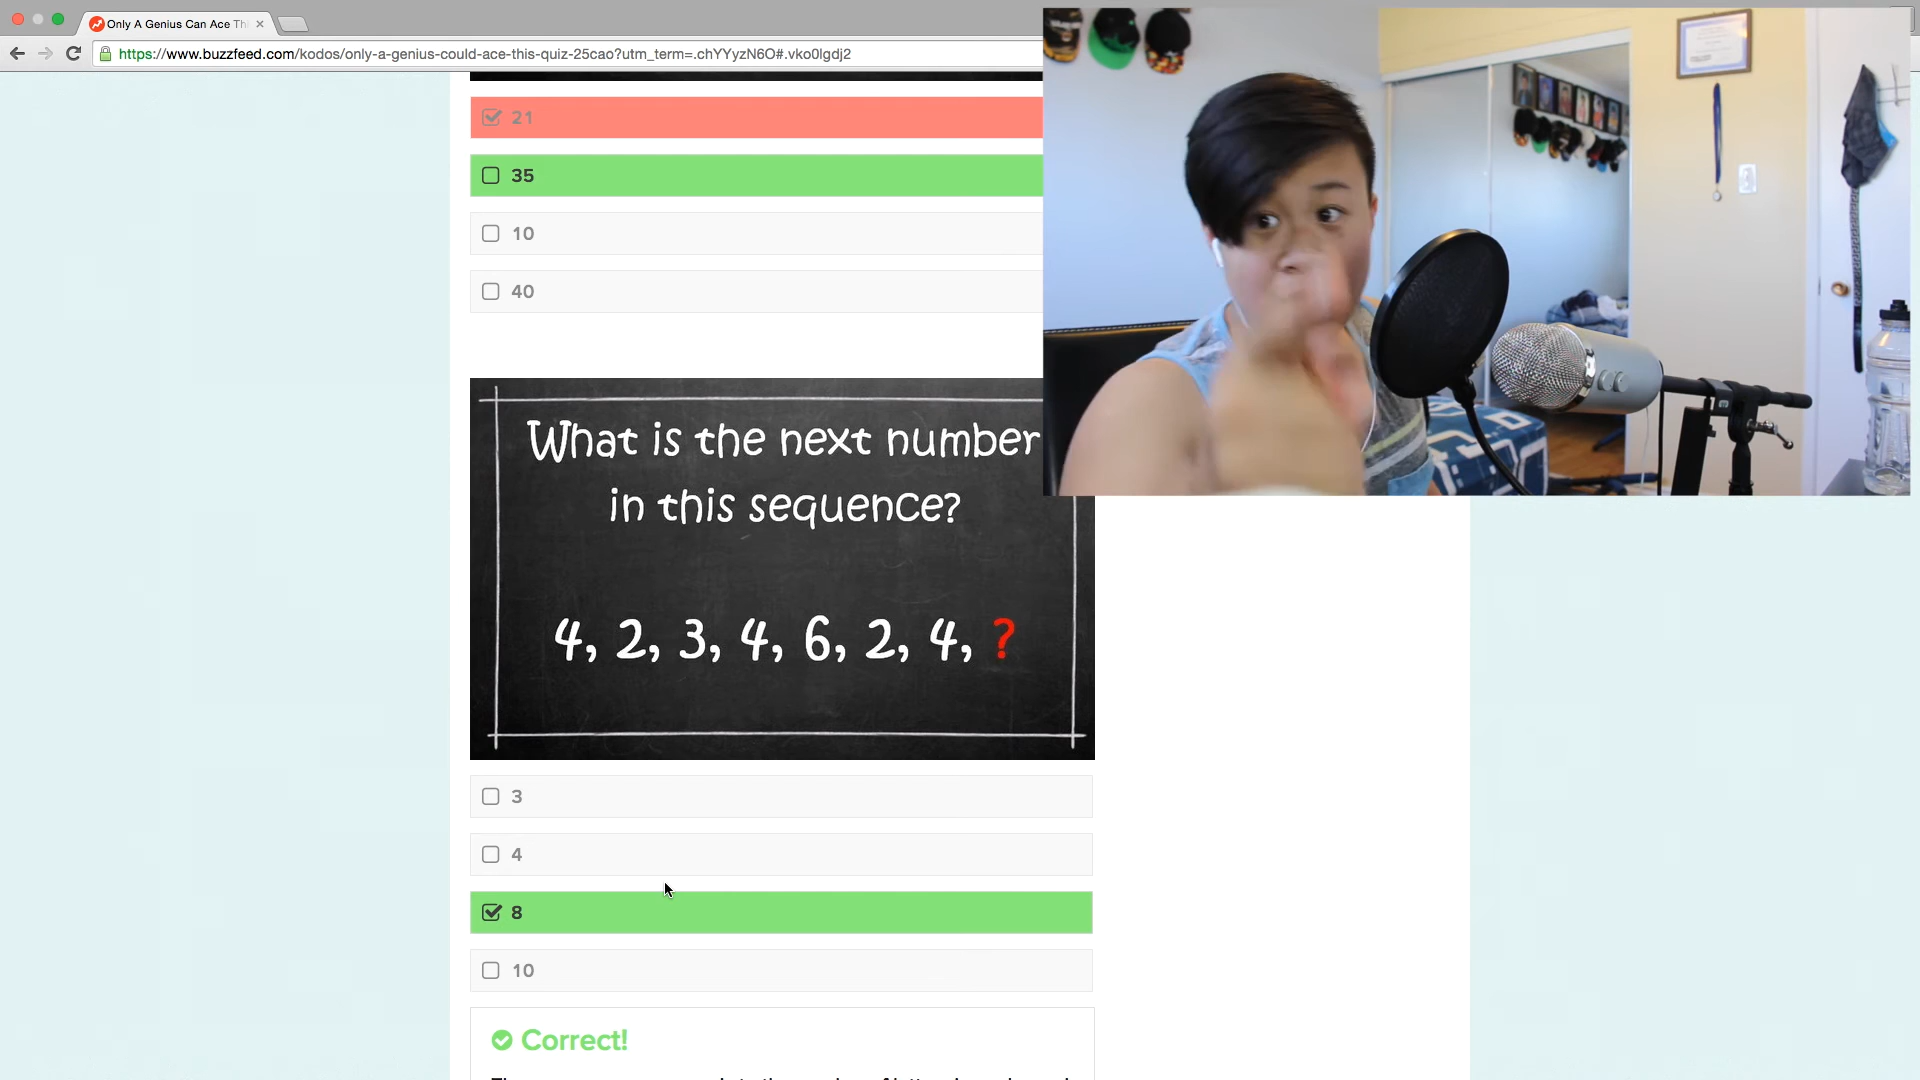 Only A Genius Can Ace Th
https://www.buzzfeed.com/kodos/only-a-genius-could-ace-this-quiz-25cao?utm_term=.chYYyzN6O#.vko0lgdj2
21
35
10
40
What is the next number
in this sequence?
4, 2, 3, 4, 6, 2, 4, ?
3
4
8
10
Correct!